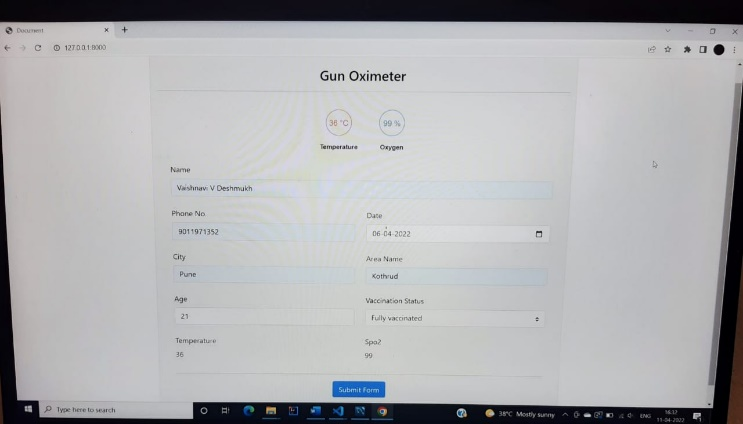 Document
127.0.0.1:8000
Gun Oximeter
36 °C
99 %
Temperature
Oxygen
Name
Vaishnavi V Deshmukh
Phone No.
Date
9011971352
06-04-2022
City
Area Name
Pune
Kothrud
Age
Vaccination Status
21
Fully vaccinated
Temperature
Spo2
36
99
Submit Form
Type here to search
38°C Mostly sunny
ENG
16:37
11-04-2022